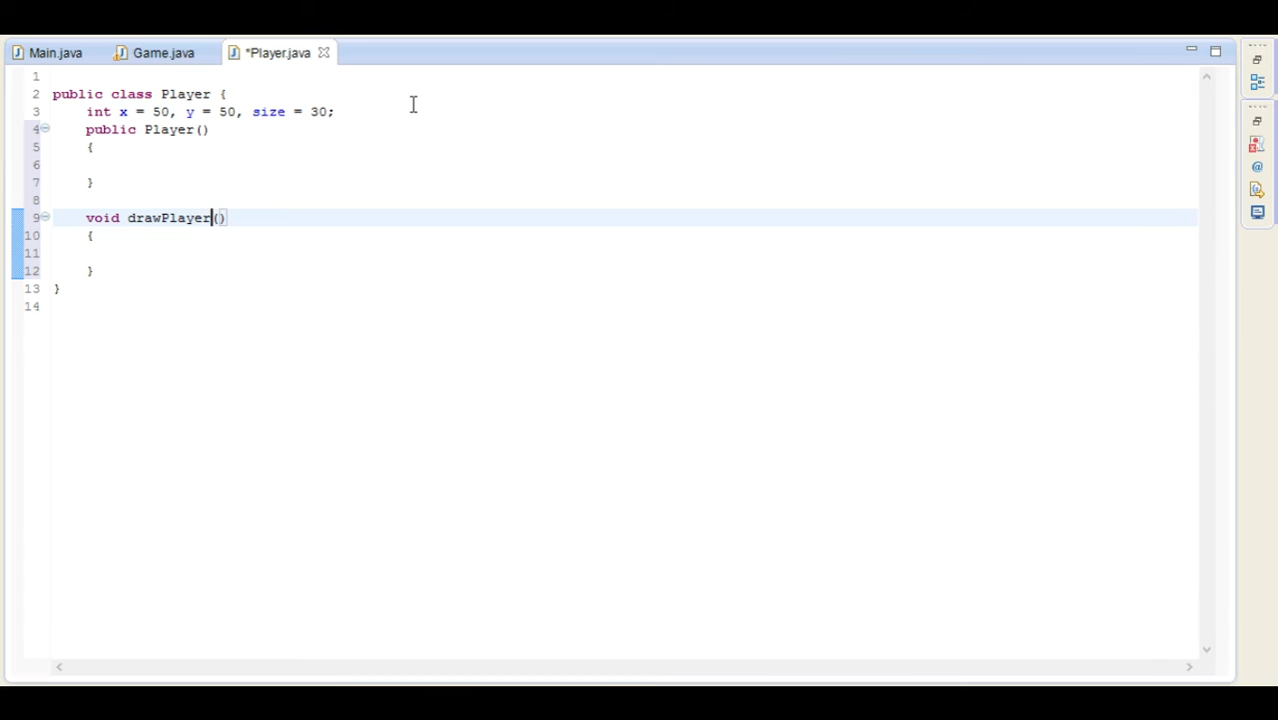 Main.java Game.java *Player.java
1
2 public class Player {
3 int x = 50, y = 50, size = 30;
4 public Player()
5 {
6
7 }
8
9 void drawPlayer()
10 {
11
12 }
13 }
14